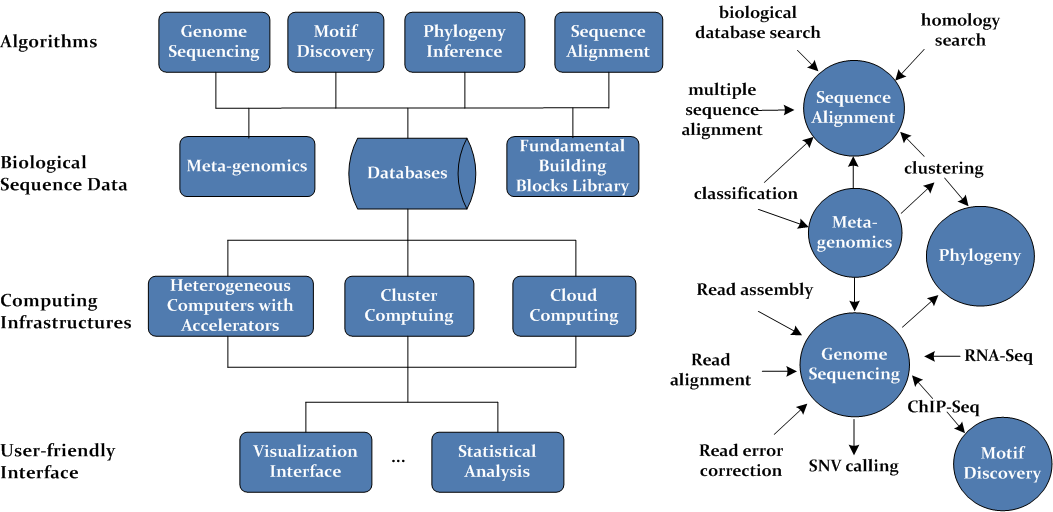 Algorithms
Genome
Sequencing
Motif
Discovery
Phylogeny
Inference
Sequence
Alignment
Biological
Sequence Data
Meta-genomics
Databases
Fundamental
Building
Blocks Library
Computing
Infrastructures
Heterogeneous
Computers with
Accelerators
Cluster
Comptuing
Cloud
Computing
User-friendly
Interface
Visualization
Interface
...
Statistical
Analysis
biological
database search
homology
search
multiple
sequence
alignment
Sequence
Alignment
classification
clustering
Meta-
genomics
Phylogeny
Read assembly
Genome
Sequencing
Read
alignment
RNA-Seq
ChIP-Seq
Read error
correction
SNV calling
Motif
Discovery